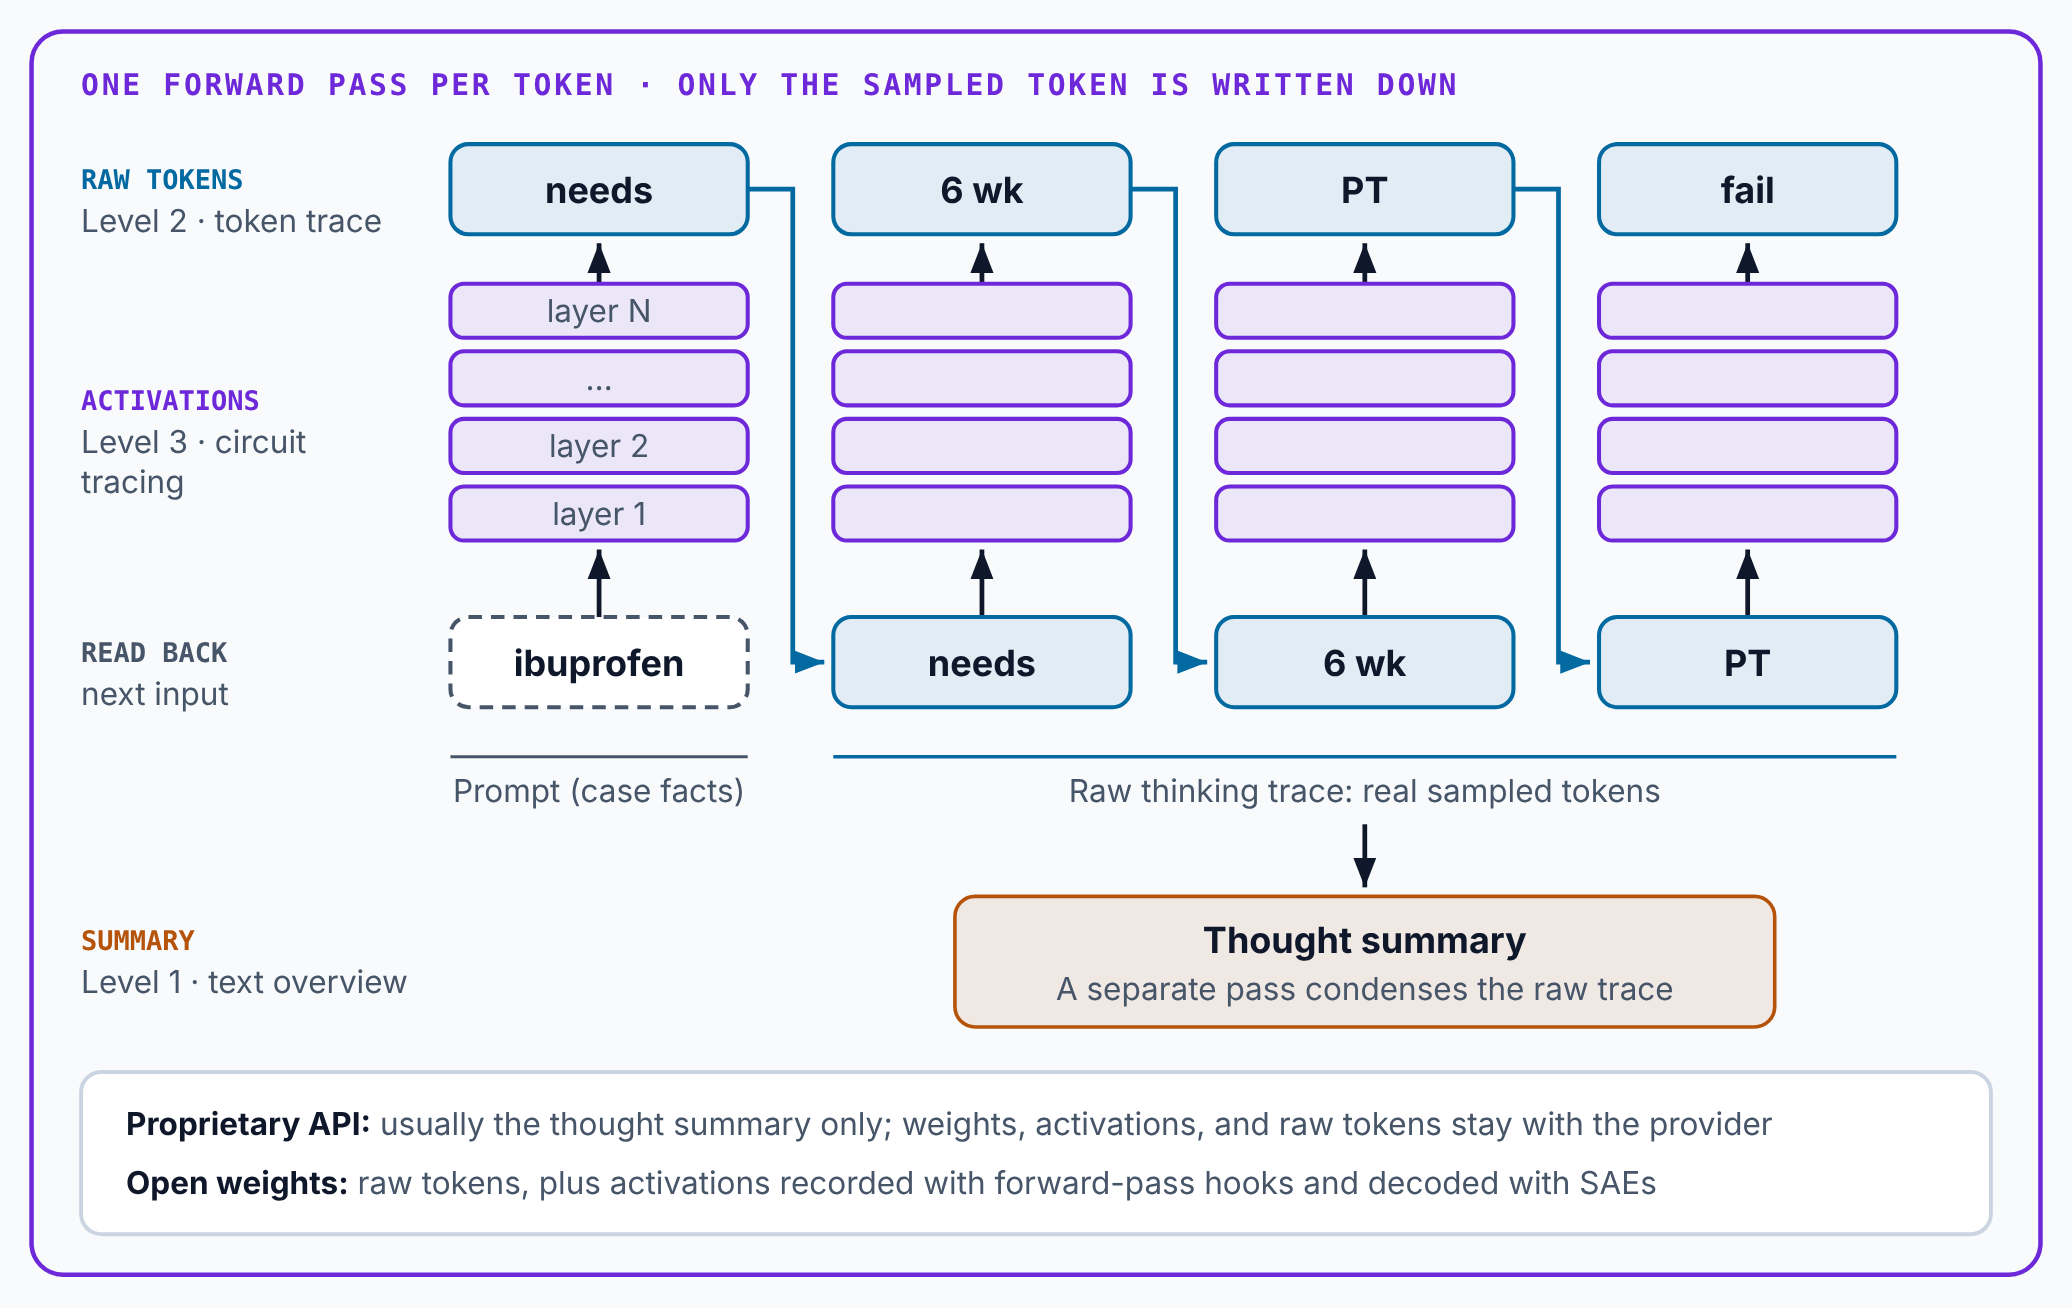 ONE FORWARD PASS PER TOKEN · ONLY THE SAMPLED TOKEN IS WRITTEN DOWN
RAW TOKENS
Level 2 · token trace
needs
6 wk
PT
fail
layer N
...
layer 2
layer 1
ACTIVATIONS
Level 3 · circuit
tracing
READ BACK
next input
ibuprofen
needs
6 wk
PT
Prompt (case facts)
Raw thinking trace: real sampled tokens
SUMMARY
Level 1 · text overview
Thought summary
A separate pass condenses the raw trace
Proprietary API: usually the thought summary only; weights, activations, and raw tokens stay with the provider
Open weights: raw tokens, plus activations recorded with forward-pass hooks and decoded with SAEs